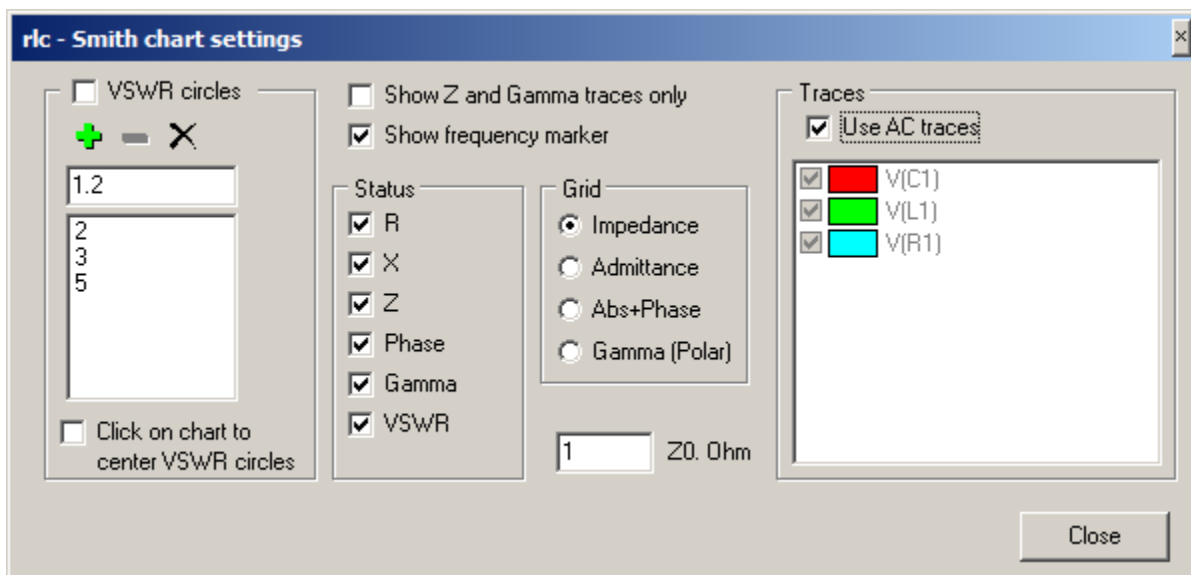 rlc - Smith chart settings
VSWR circles
1.2
2
3
5
Click on chart to
center VSWR circles
Show Z and Gamma traces only
Show frequency marker
Status
R
X
Z
Phase
Gamma
VSWR
Grid
Impedance
Admittance
Abs+Phase
Gamma (Polar)
1 Z0. Ohm
Traces
Use AC traces
V(C1)
V(L1)
V(R1)
Close